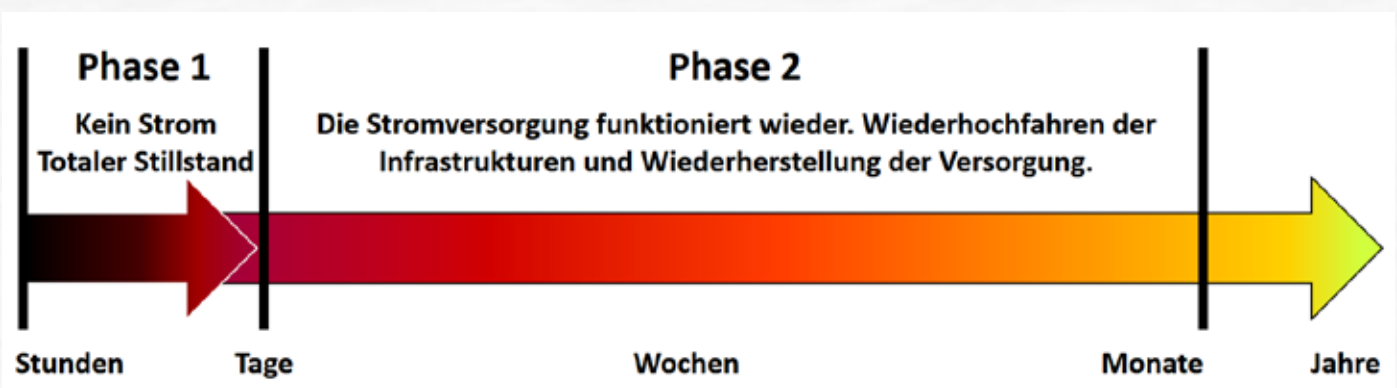 Phase 1
Kein Strom
Totaler Stillstand
Phase 2
Die Stromversorgung funktioniert wieder. Wiederhochfahren der
Infrastrukturen und Wiederherstellung der Versorgung.
Stunden
Tage
Wochen
Monate
Jahre